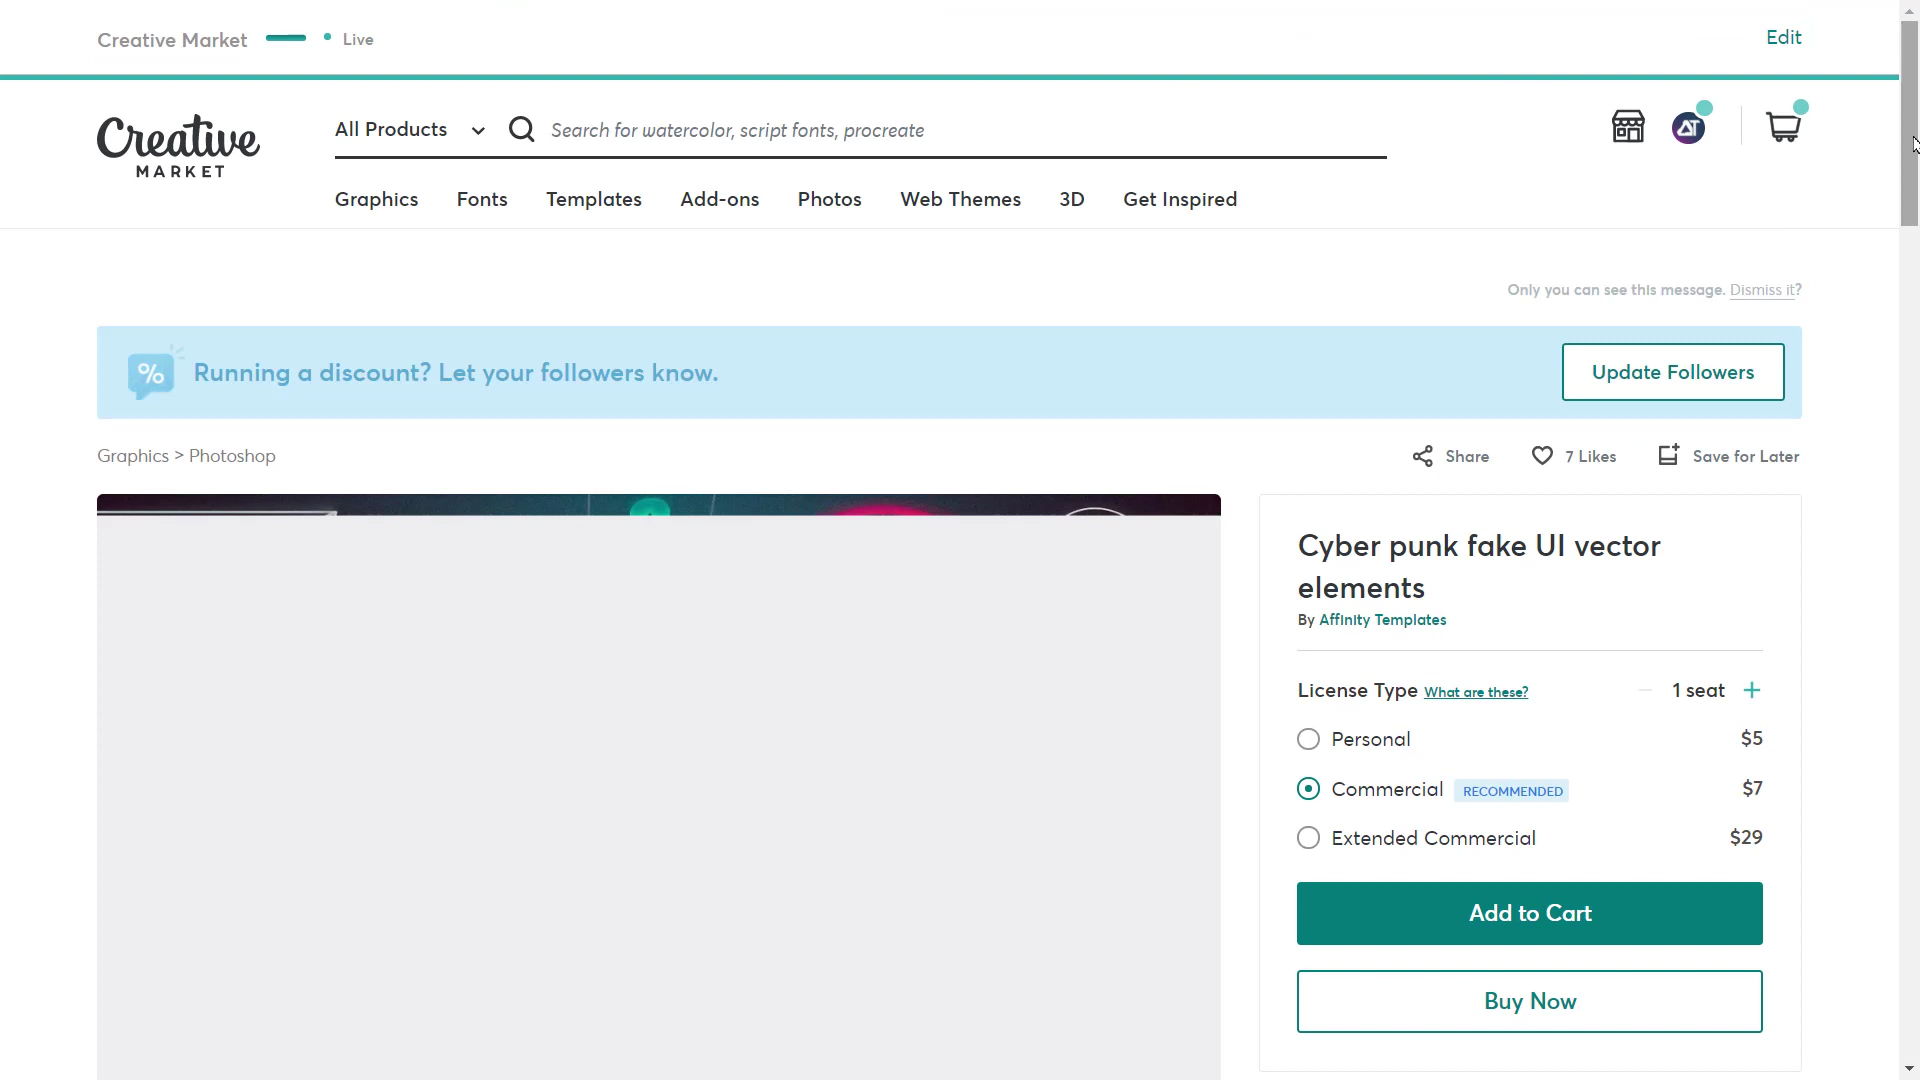 Creative Market Live Edit
Creative
MARKET
All Products Search for watercolor, script fonts, procreate
Graphics Fonts Templates Add-ons Photos Web Themes 3D Get Inspired
Only you can see this message. Dismiss it?
% Running a discount? Let your followers know. Update Followers
Graphics > Photoshop Share 7 Likes Save for Later
Cyber punk fake UI vector
elements
By Affinity Templates
License Type What are these? 1 seat +
Personal $5
Commercial RECOMMENDED $7
Extended Commercial $29
Add to Cart
Buy Now